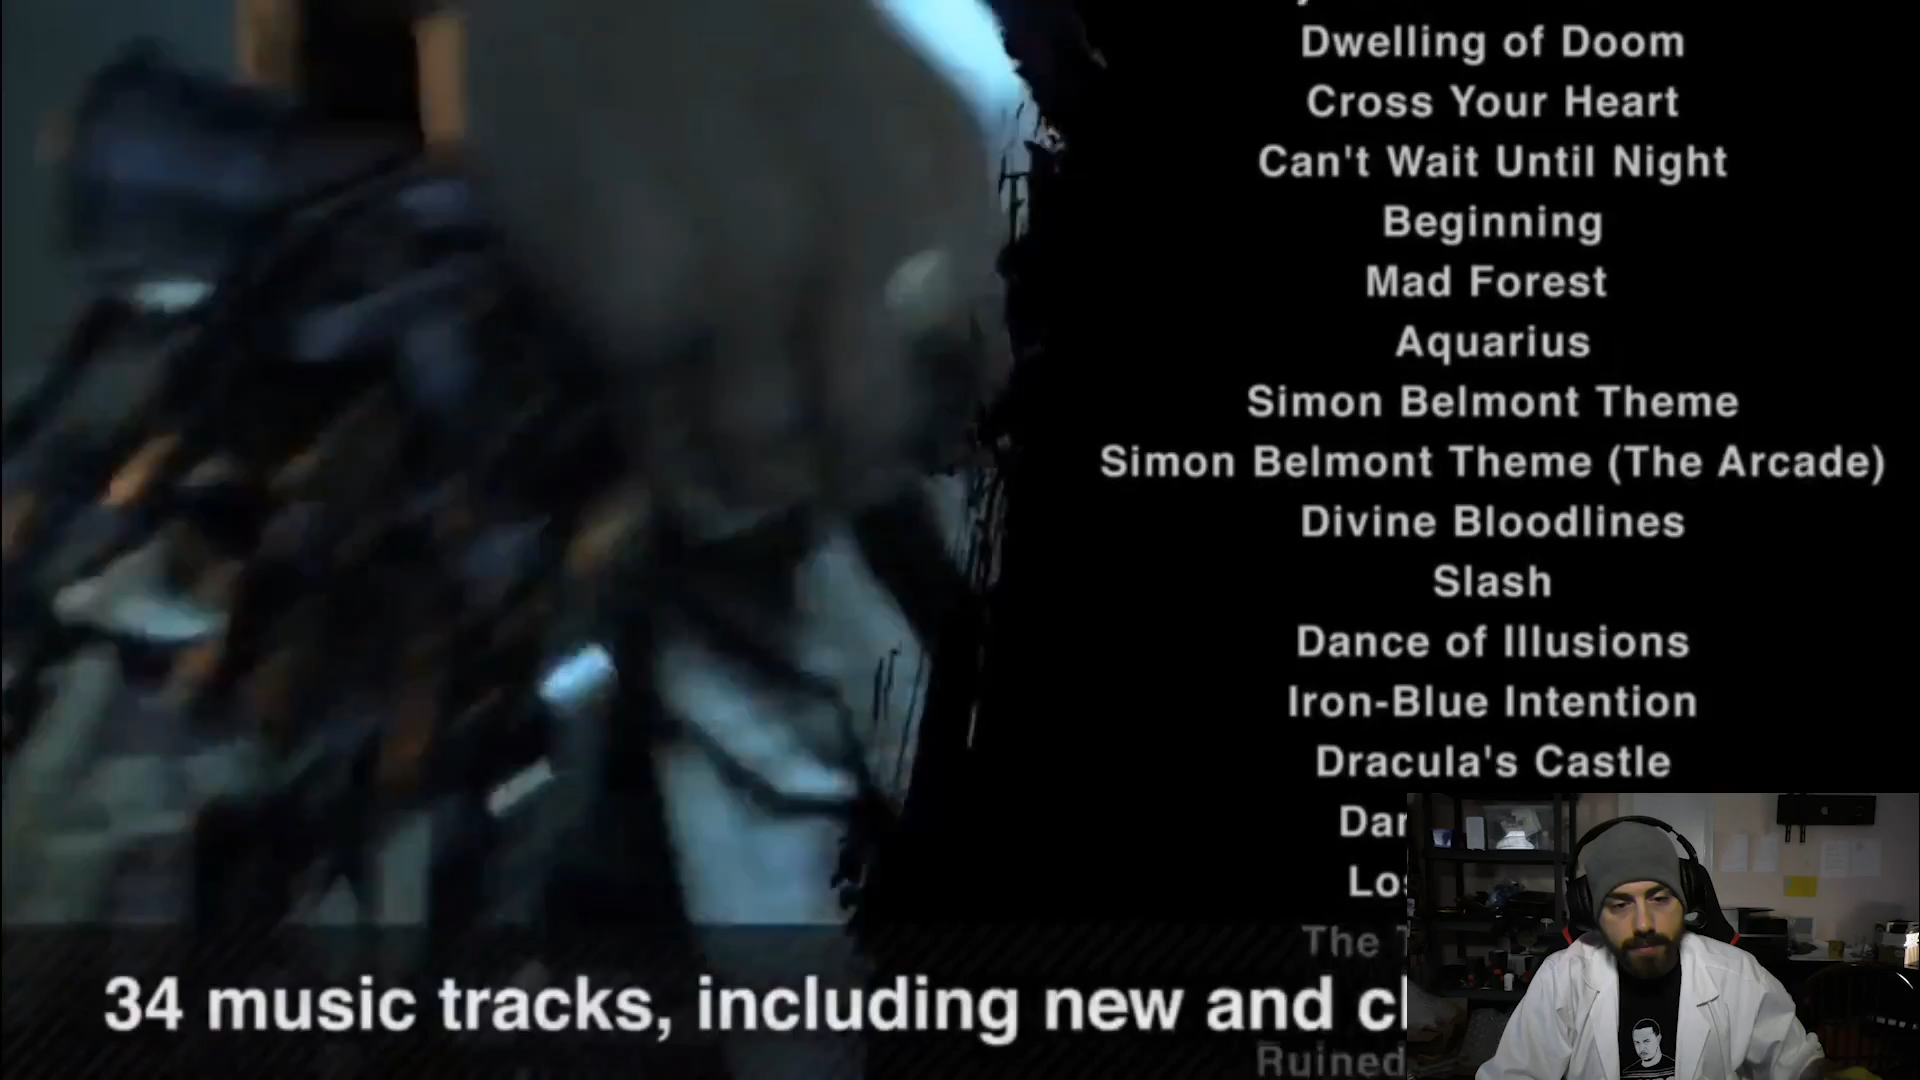 Dwelling of Doom
Cross Your Heart
Can't Wait Until Night
Beginning
Mad Forest
Aquarius
Simon Belmont Theme
Simon Belmont Theme (The Arcade)
Divine Bloodlines
Slash
Dance of Illusions
Iron-Blue Intention
Dracula's Castle
The
34 music tracks, including new and
Ruined